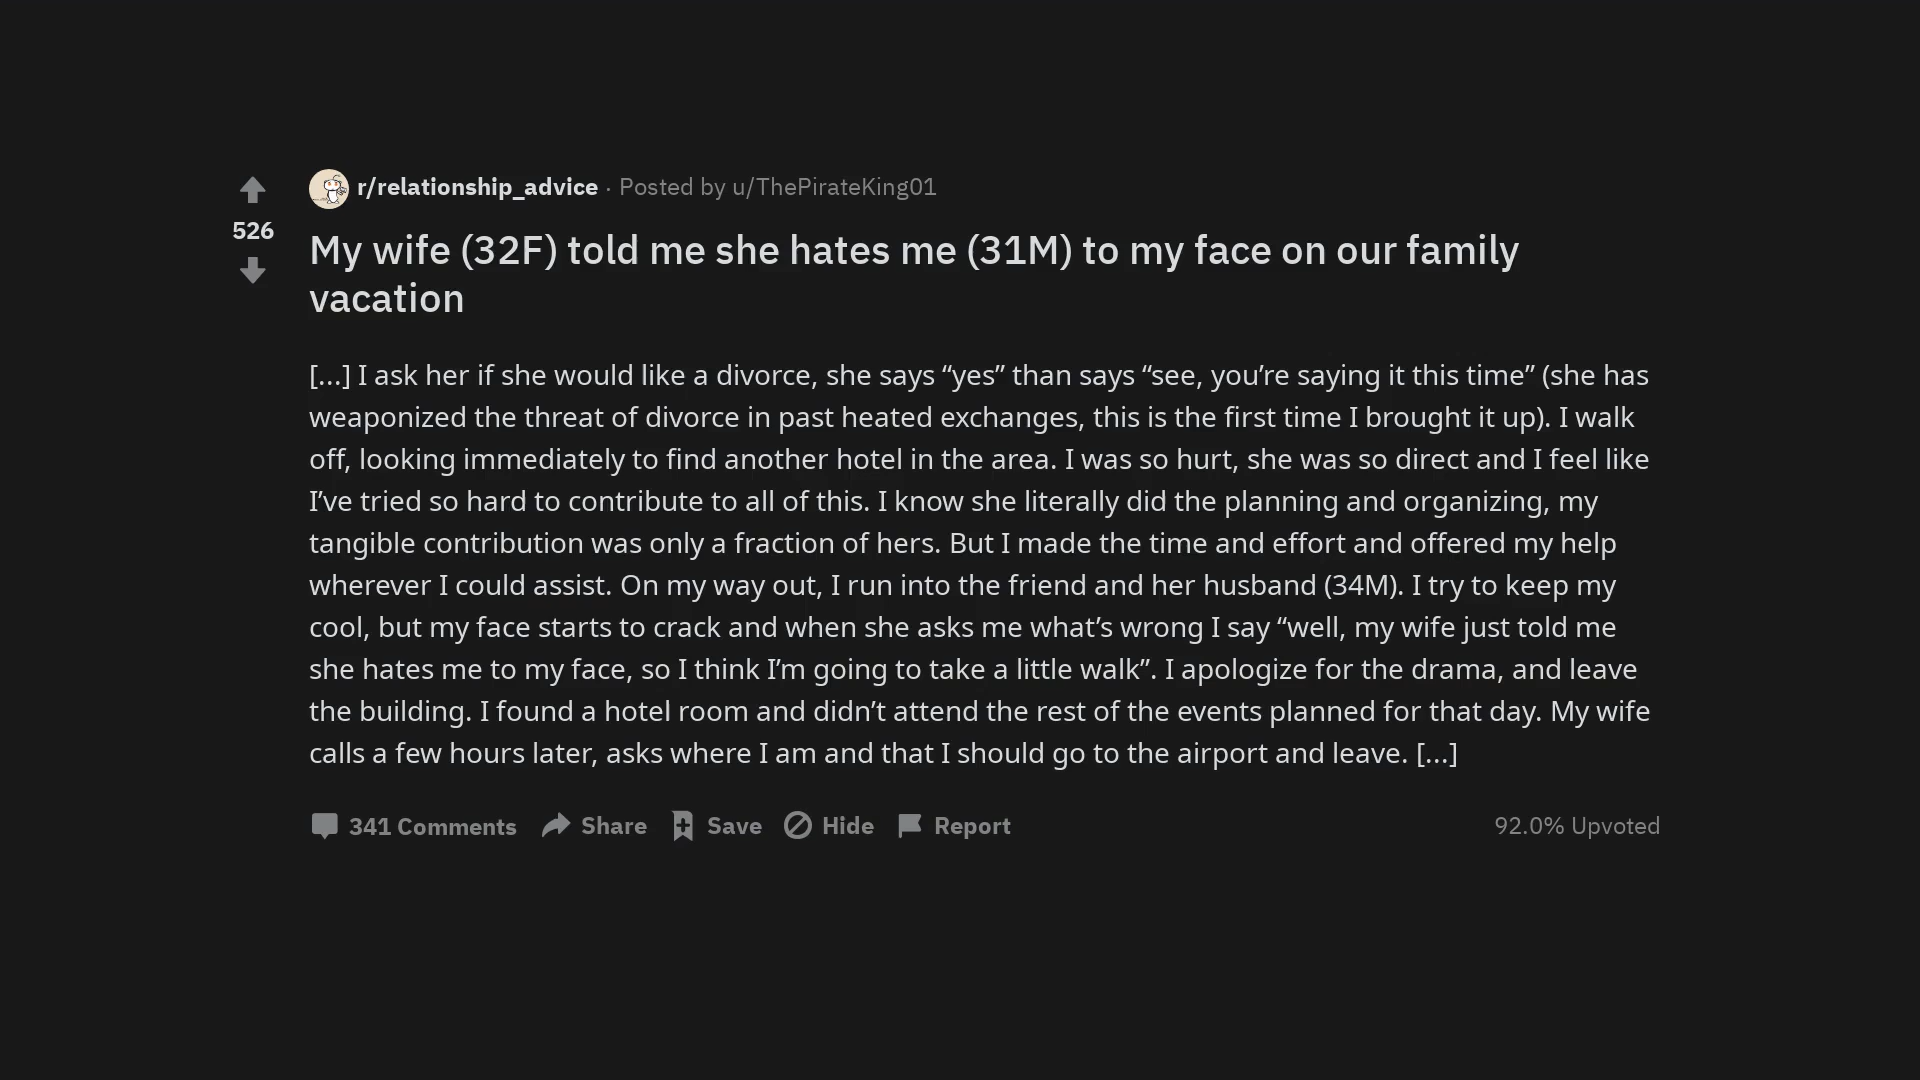 r/relationship_advice · Posted by u/ThePirateKing01
526
My wife (32F) told me she hates me (31M) to my face on our family
vacation
[...] I ask her if she would like a divorce, she says “yes” than says “see, you’re saying it this time” (she has
weaponized the threat of divorce in past heated exchanges, this is the first time I brought it up). I walk
off, looking immediately to find another hotel in the area. I was so hurt, she was so direct and I feel like
I’ve tried so hard to contribute to all of this. I know she literally did the planning and organizing, my
tangible contribution was only a fraction of hers. But I made the time and effort and offered my help
wherever I could assist. On my way out, I run into the friend and her husband (34M). I try to keep my
cool, but my face starts to crack and when she asks me what’s wrong I say “well, my wife just told me
she hates me to my face, so I think I’m going to take a little walk”. I apologize for the drama, and leave
the building. I found a hotel room and didn’t attend the rest of the events planned for that day. My wife
calls a few hours later, asks where I am and that I should go to the airport and leave. [...]
341 Comments Share Save Hide Report 92.0% Upvoted